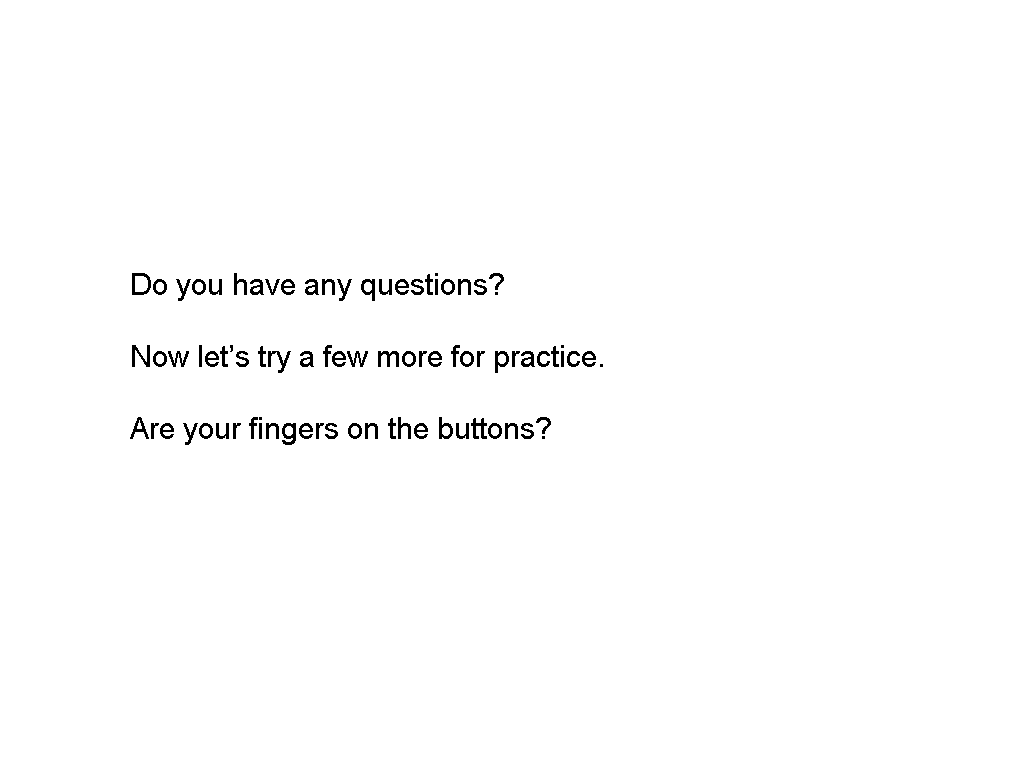 Do you have any questions?
Now let’s try a few more for practice.
Are your fingers on the buttons?